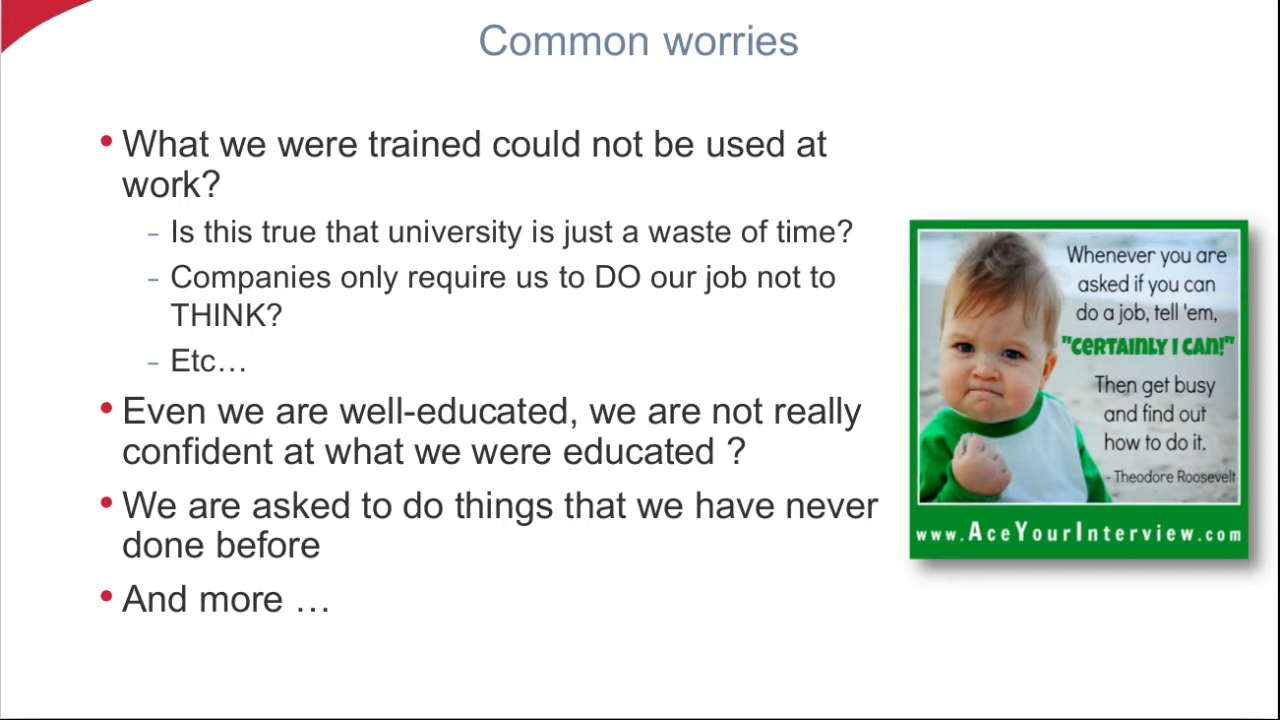 Common worries
• What we were trained could not be used at
work?
– Is this true that university is just a waste of time?
– Companies only require us to DO our job not to
THINK?
– Etc…
• Even we are well-educated, we are not really
confident at what we were educated ?
• We are asked to do things that we have never
done before
• And more …
Whenever you are
asked if you can
do a job, tell 'em,
"CERTAINLY I CAN!"
Then get busy
and find out
how to do it.
- Theodore Roosevelt
www.AceYourInterview.com